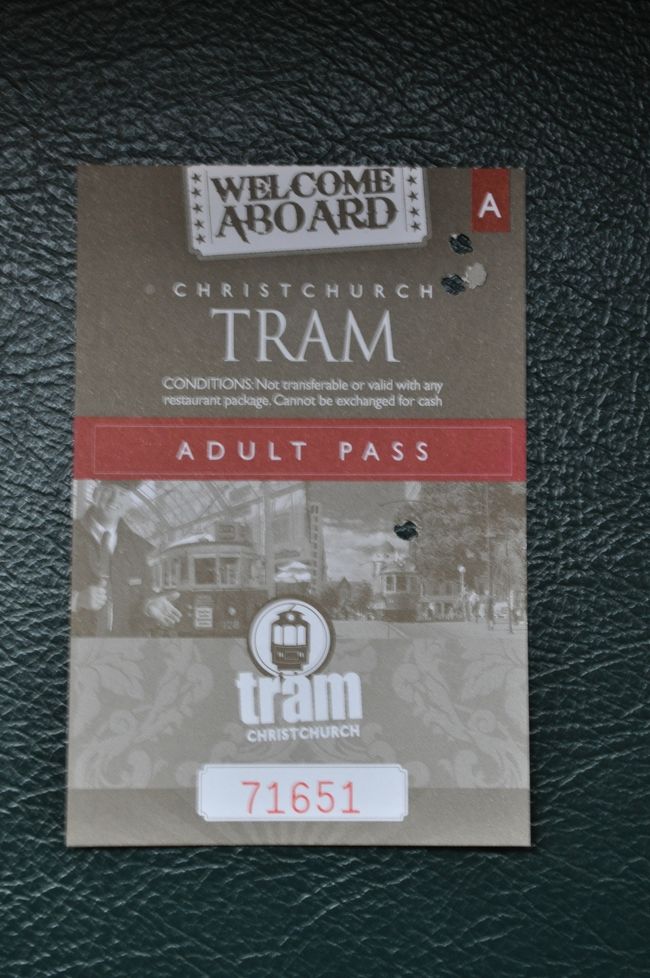 WELCOME
ABOARD
A
CHRISTCHURCH
TRAM
CONDITIONS: Not transferable or valid with any
restaurant package. Cannot be exchanged for cash
ADULT PASS
328
tram
CHRISTCHURCH
71651